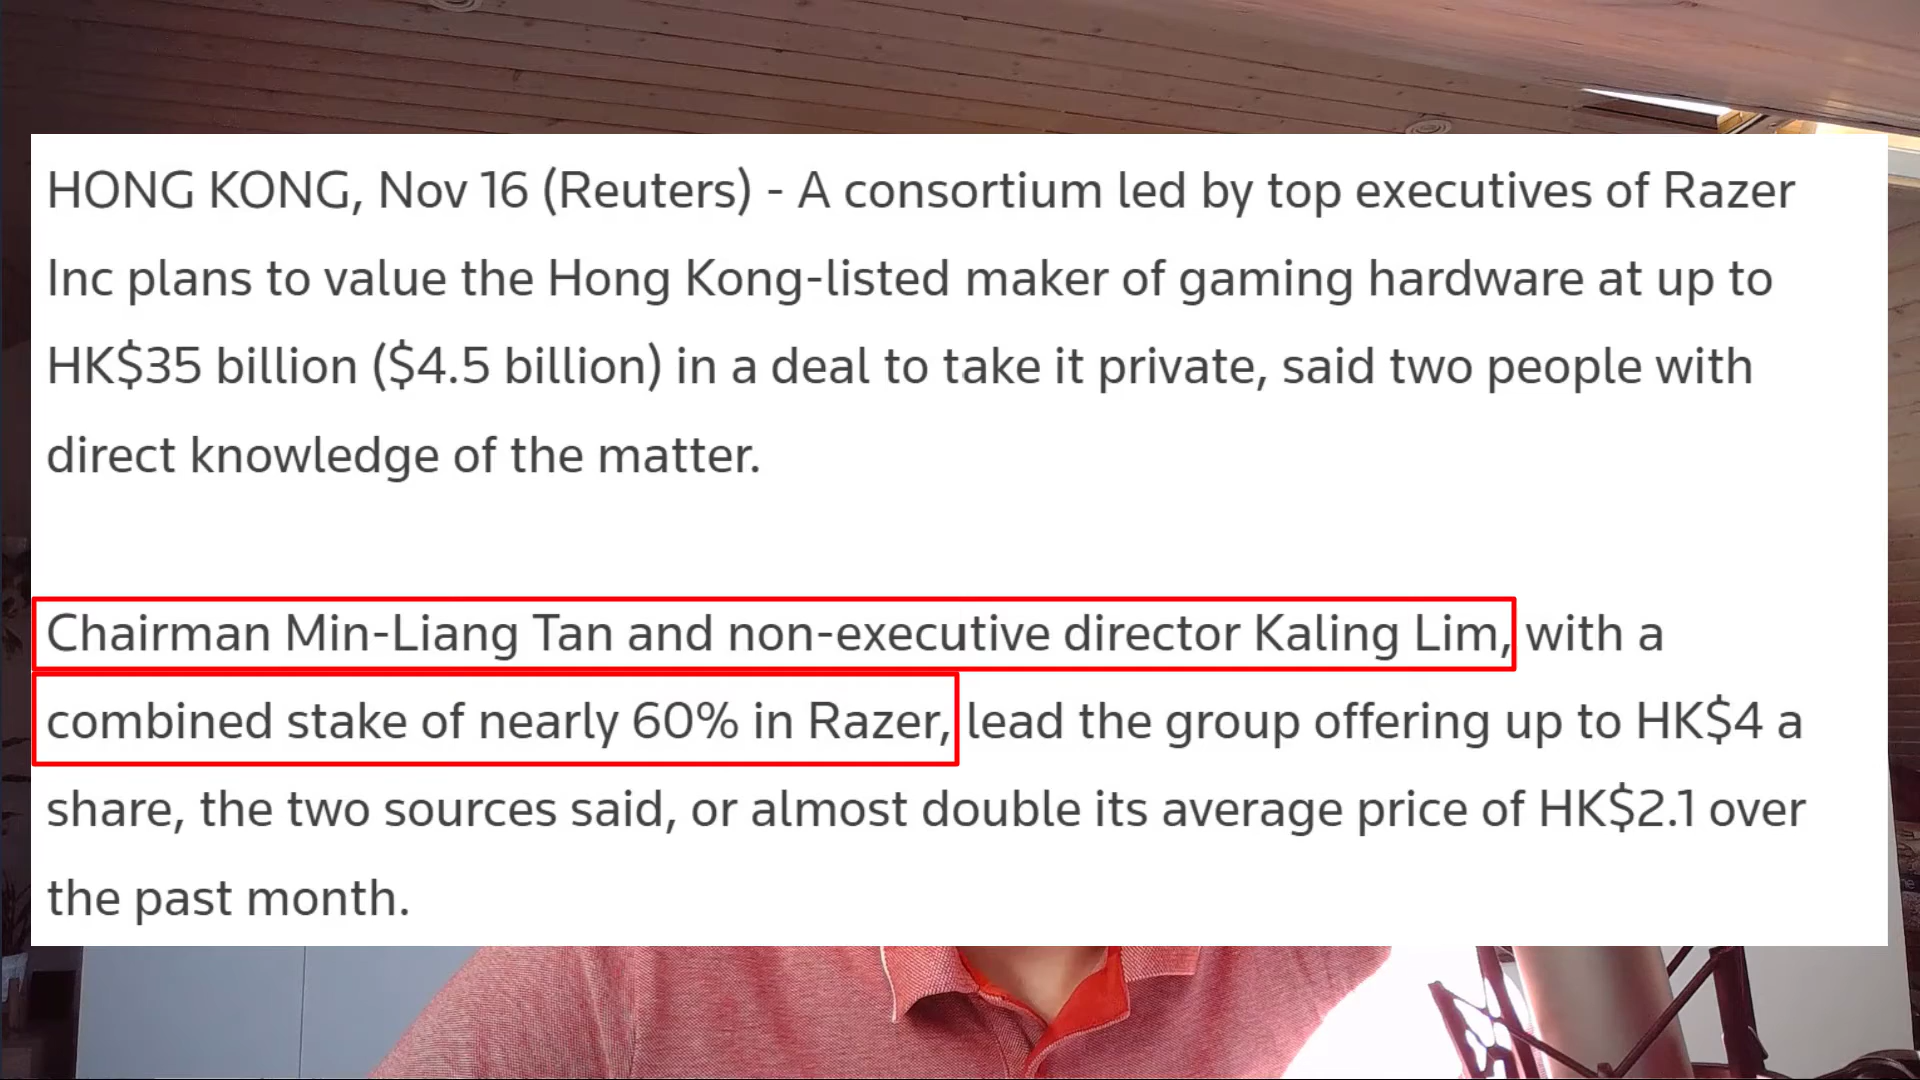 HONG KONG, Nov 16 (Reuters) - A consortium led by top executives of Razer
Inc plans to value the Hong Kong-listed maker of gaming hardware at up to
HK$35 billion ($4.5 billion) in a deal to take it private, said two people with
direct knowledge of the matter.
Chairman Min-Liang Tan and non-executive director Kaling Lim, with a
combined stake of nearly 60% in Razer, lead the group offering up to HK$4 a
share, the two sources said, or almost double its average price of HK$2.1 over
the past month.